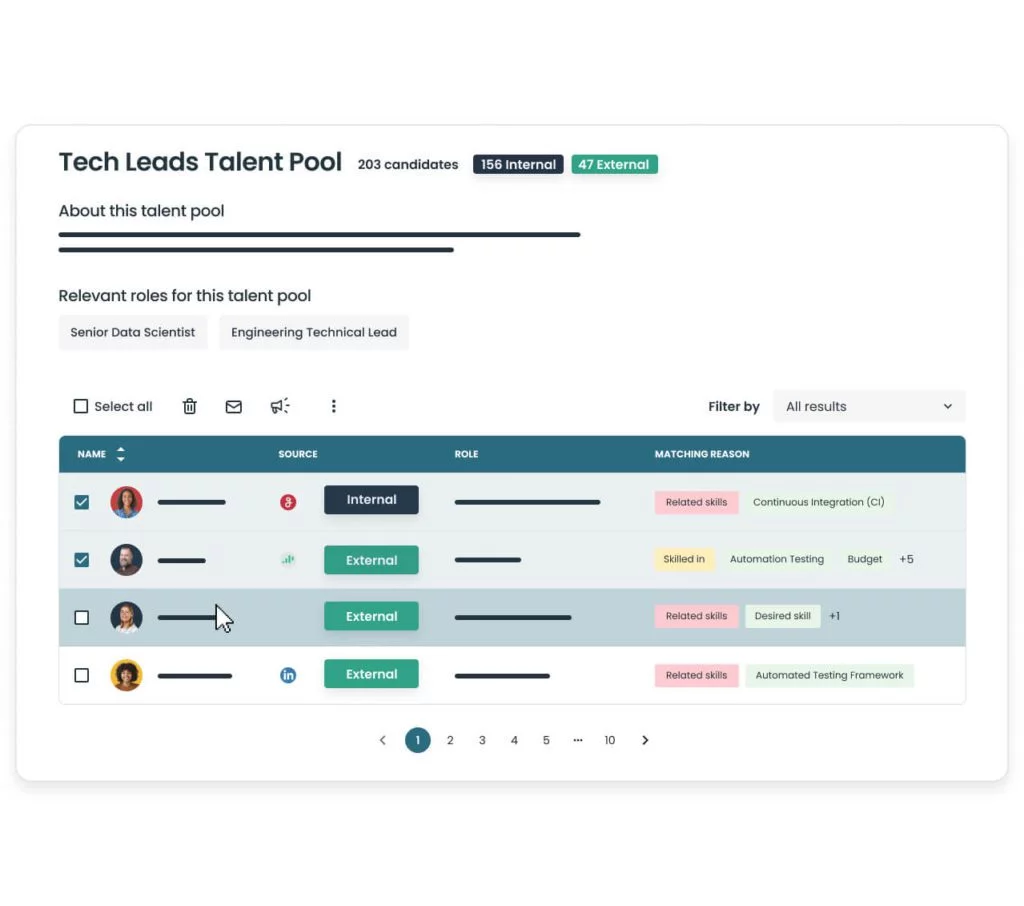 Tech Leads Talent Pool 203 candidates 156 Internal 47 External
About this talent pool
Relevant roles for this talent pool
Senior Data Scientist Engineering Technical Lead
Select all Filter by All results
NAME SOURCE ROLE MATCHING REASON
Internal Related skills Continuous Integration (CI)
External Skilled in Automation Testing Budget +5
External Related skills Desired skill +1
in External Related skills Automated Testing Framework
1 2 3 4 5 ... 10